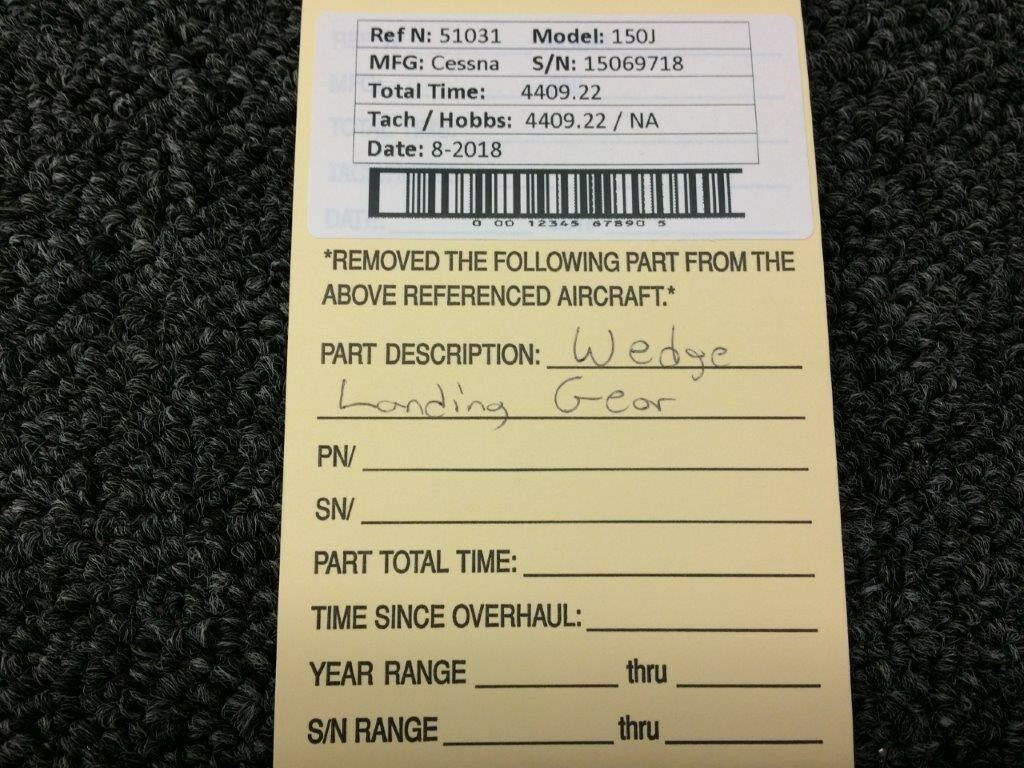 Ref N: 51031 Model: 150J
MFG: Cessna S/N: 15069718
Total Time: 4409.22
Tach / Hobbs: 4409.22 / NA
Date: 8-2018
0 00 12345 67890 5
*REMOVED THE FOLLOWING PART FROM THE
ABOVE REFERENCED AIRCRAFT.*
PART DESCRIPTION: Wedge
Landing Gear
PN/
SN/
PART TOTAL TIME:
TIME SINCE OVERHAUL:
YEAR RANGE thru
S/N RANGE thru